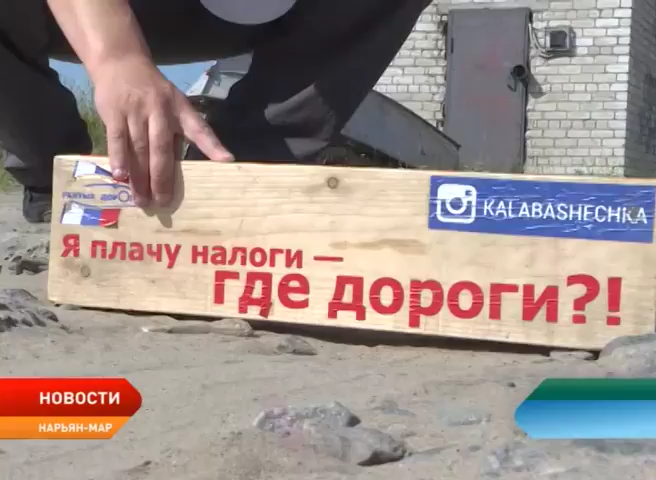 KALABASHECHKA
Я плачу налоги —
где дороги?!
НОВОСТИ
НАРЬЯН-МАР